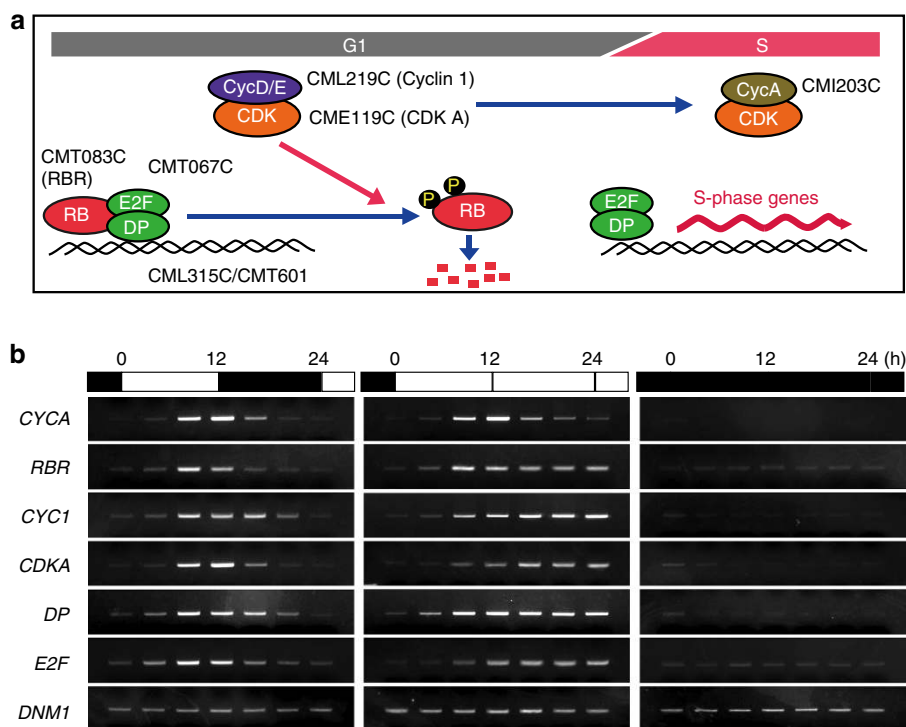 a
G1 S
CycD/E CML219C (Cyclin 1) CycA CMI203C
CDK CME119C (CDK A) CDK
CMT083C
(RBR)
CMT067C
RB E2F
DP
P P
RB
E2F
DP
S-phase genes
CML315C/CMT601
b
0 12 24 0 12 24 0 12 24 (h)
CYCA
RBR
CYC1
CDKA
DP
E2F
DNM1